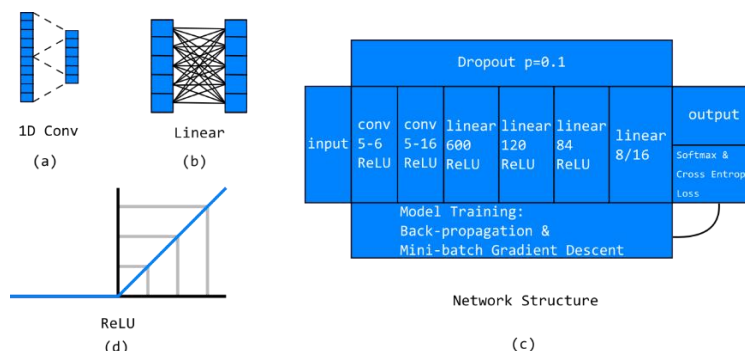 1D Conv
(a)
Linear
(b)
ReLU
(d)
Dropout p=0.1
input
conv
5-6
ReLU
conv
5-16
ReLU
linear
600
ReLU
linear
120
ReLU
linear
84
ReLU
linear
8/16
output
Softmax &
Cross Entrop
Loss
Model Training:
Back-propagation &
Mini-batch Gradient Descent
Network Structure
(c)